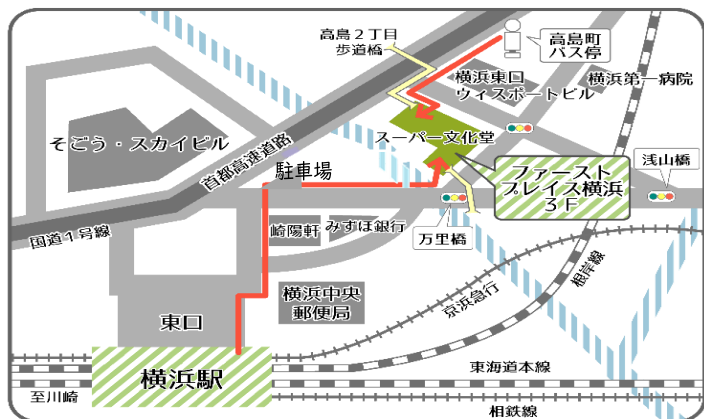 高島２丁目
歩道橋
高島町
バス停
横浜東口
ウィスポートビル
横浜第一病院
そごう・スカイビル
首都高速道路
スーパー文化堂
駐車場
ファースト
プレイス横浜
３Ｆ
浅山橋
国道１号線
崎陽軒
みずほ銀行
万里橋
横浜中央
郵便局
京浜急行
根岸線
東口
横浜駅
東海道本線
至川崎
相鉄線